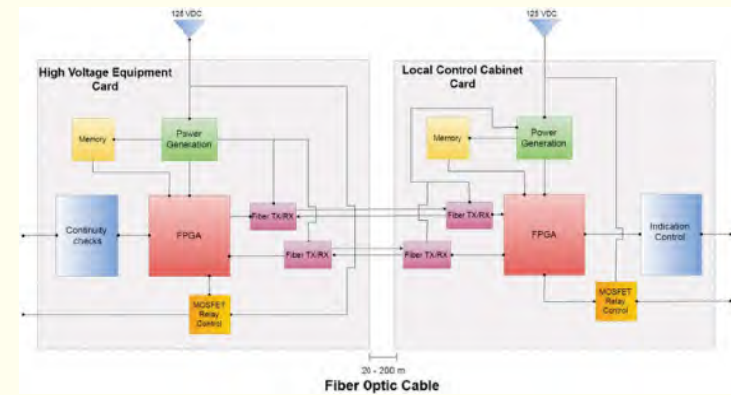 125 VDC
125 VDC
High Voltage Equipment
Card
Local Control Cabinet
Card
Memory
Power
Generation
Memory
Power
Generation
Continuity
checks
FPGA
Fiber TX/RX
Fiber TX/RX
FPGA
Indication
Control
Fiber TX/RX
Fiber TX/RX
MOSFET
Relay
Control
MOSFET
Relay
Control
20 - 200 m
Fiber Optic Cable